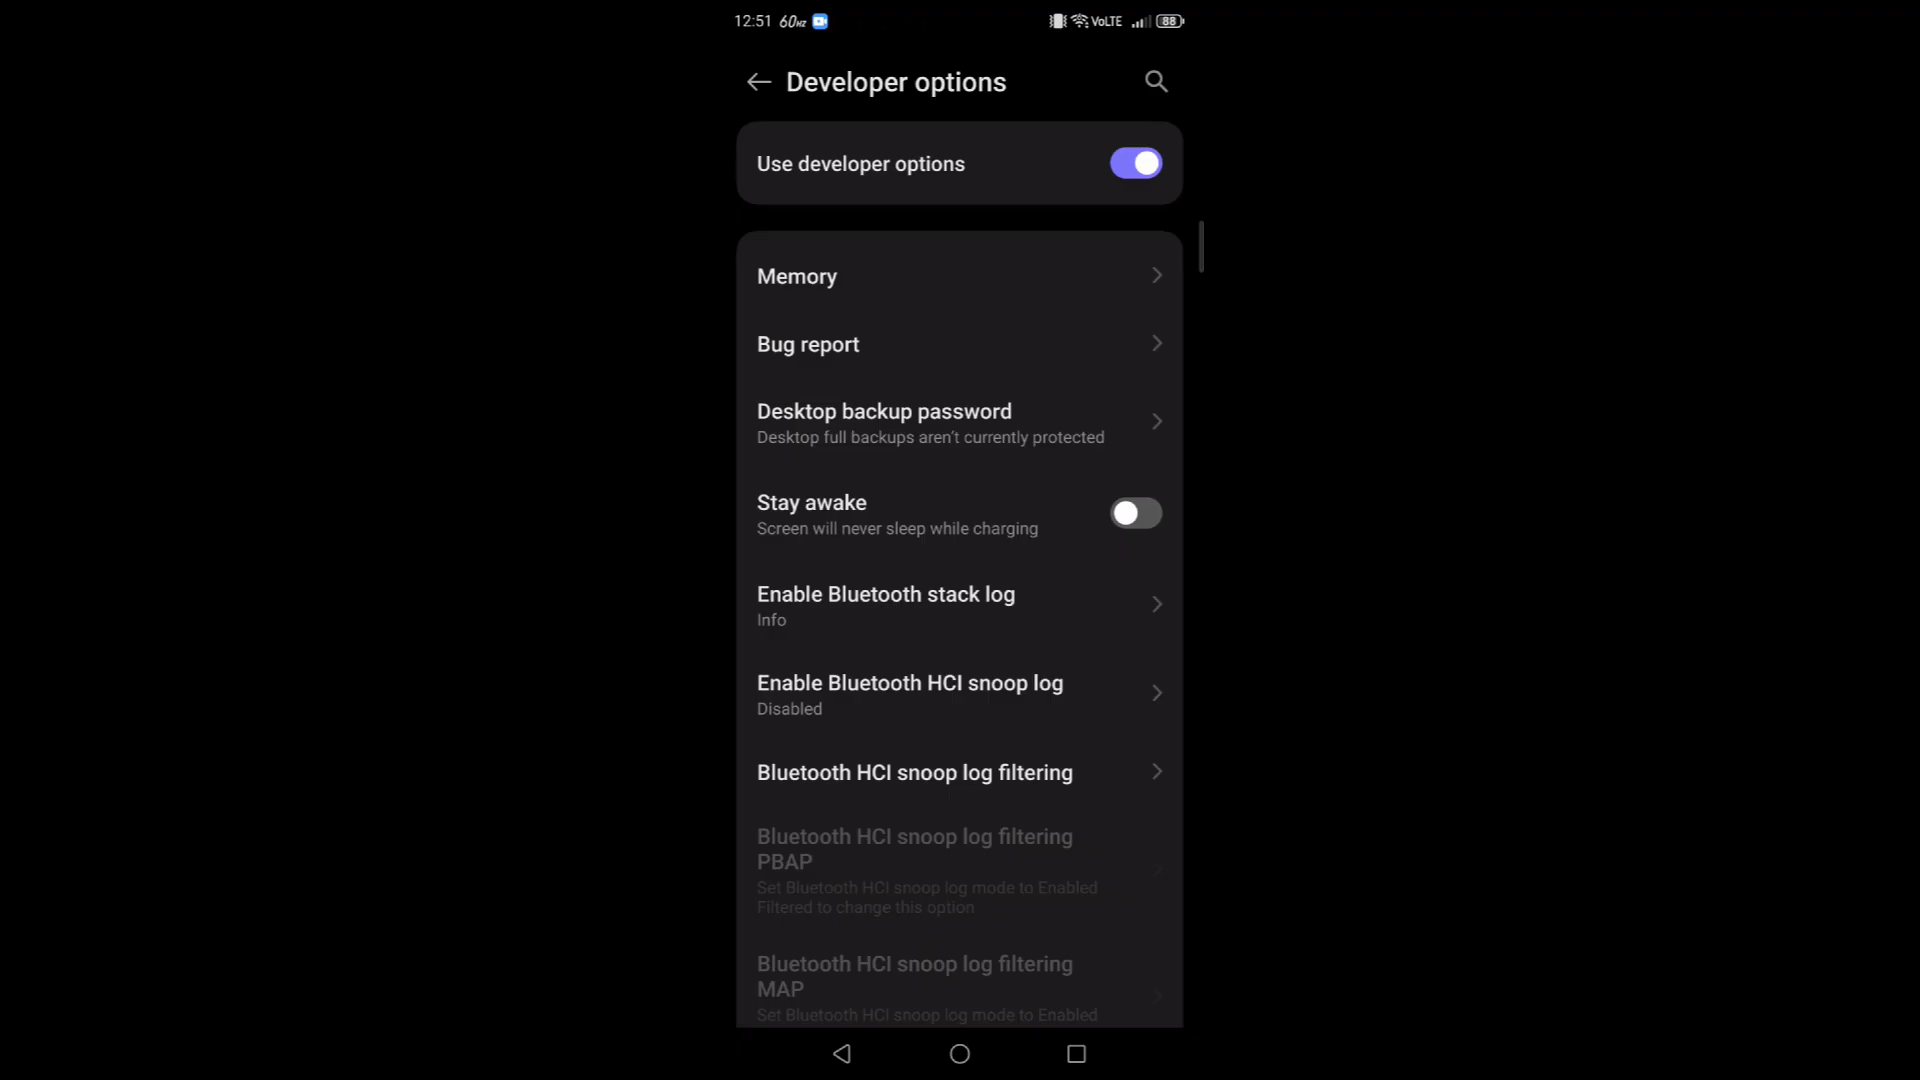 12:51 60HZ VoLTE 88
Developer options
Use developer options
Memory
Bug report
Desktop backup password
Desktop full backups aren't currently protected
Stay awake
Screen will never sleep while charging
Enable Bluetooth stack log
Info
Enable Bluetooth HCI snoop log
Disabled
Bluetooth HCI snoop log filtering
Bluetooth HCI snoop log filtering
PBAP
Set Bluetooth HCI snoop log mode to Enabled
Filtered to change this option
Bluetooth HCI snoop log filtering
MAP
Set Bluetooth HCI snoop log mode to Enabled